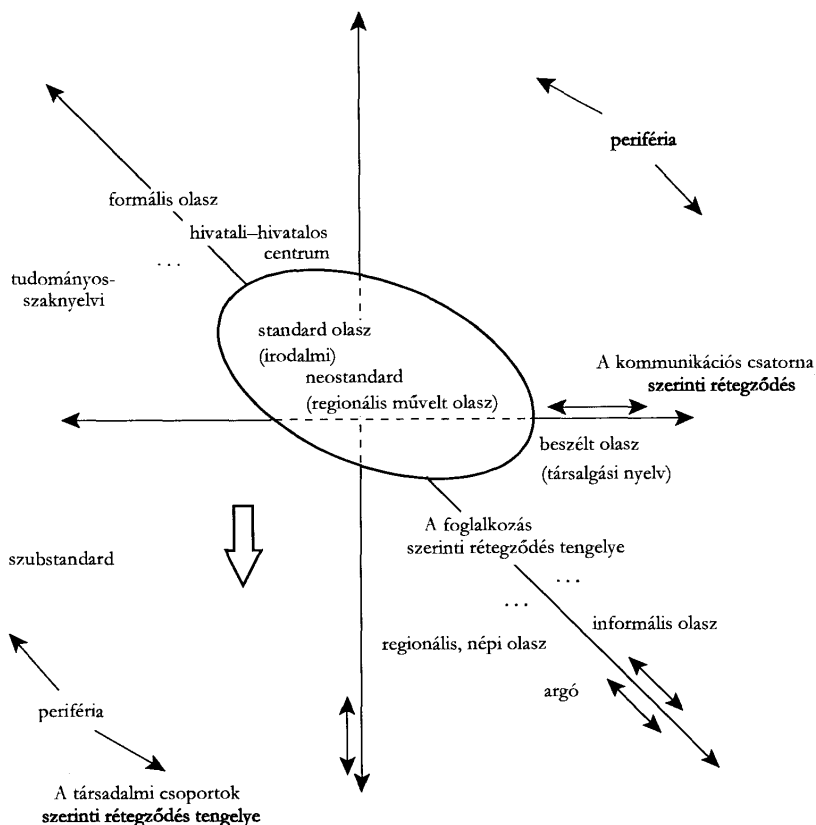 periféria
formális olasz
hivatali–hivatalos
centrum
...
tudományos-
szaknyelvi
standard olasz
(irodalmi)
neostandard
(regionális művelt olasz)
A kommunikációs csatorna
szerinti rétegződés
beszélt olasz
(társalgási nyelv)
A foglalkozás
szerinti rétegződés tengelye
szubstandard
...
...
informális olasz
regionális, népi olasz
argó
periféria
A társadalmi csoportok
szerinti rétegződés tengelye